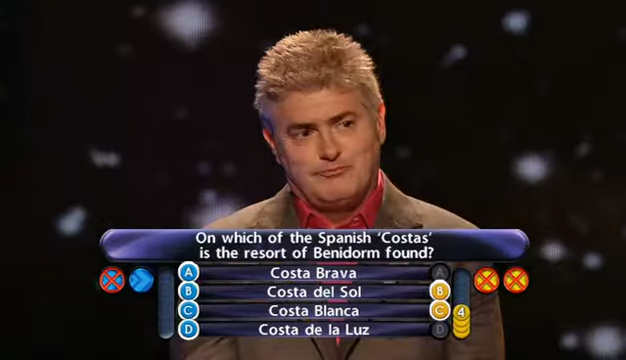 On which of the Spanish 'Costas'
is the resort of Benidorm found?
A Costa Brava A
B Costa del Sol B
C Costa Blanca C 4
D Costa de la Luz D